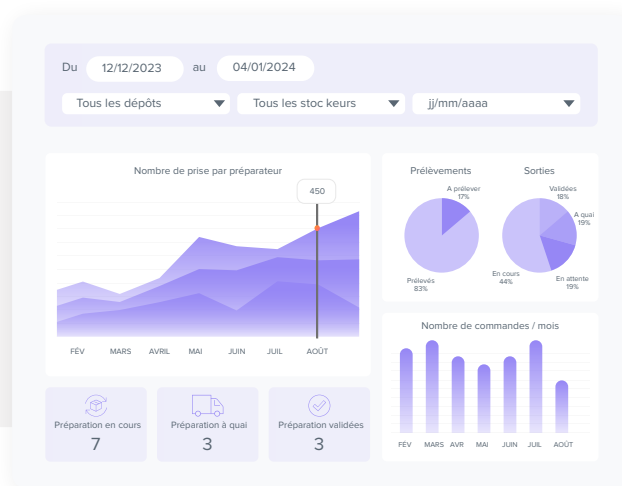 Du 12/12/2023 au 04/01/2024
Tous les dépôts Tous les stoc keurs jj/mm/aaaa
Nombre de prise par préparateur
450
FÉV MARS AVRIL MAI JUIN JUIL AOÛT
Préparation en cours
7
Préparation à quai
3
Préparation validées
3
Prélèvements
A prélever
17%
Prélevés
83%
Sorties
Validées
18%
A quai
19%
En attente
19%
En cours
44%
Nombre de commandes / mois
FÉV MARS AVR MAI JUIN JUIL AOÛT